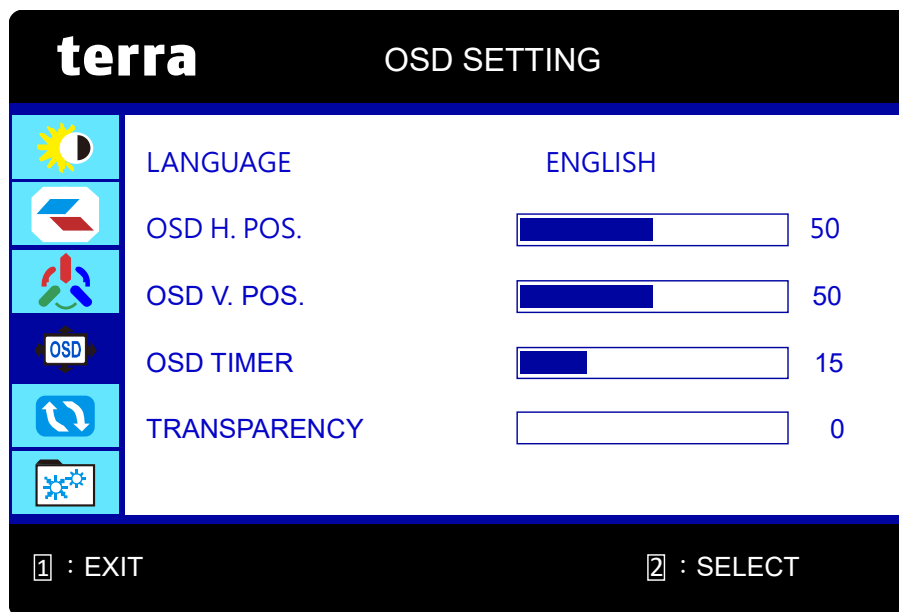 terra OSD SETTING
LANGUAGE ENGLISH
OSD H. POS. 50
OSD V. POS. 50
OSD
OSD TIMER 15
TRANSPARENCY 0
1 : EXIT 2 : SELECT